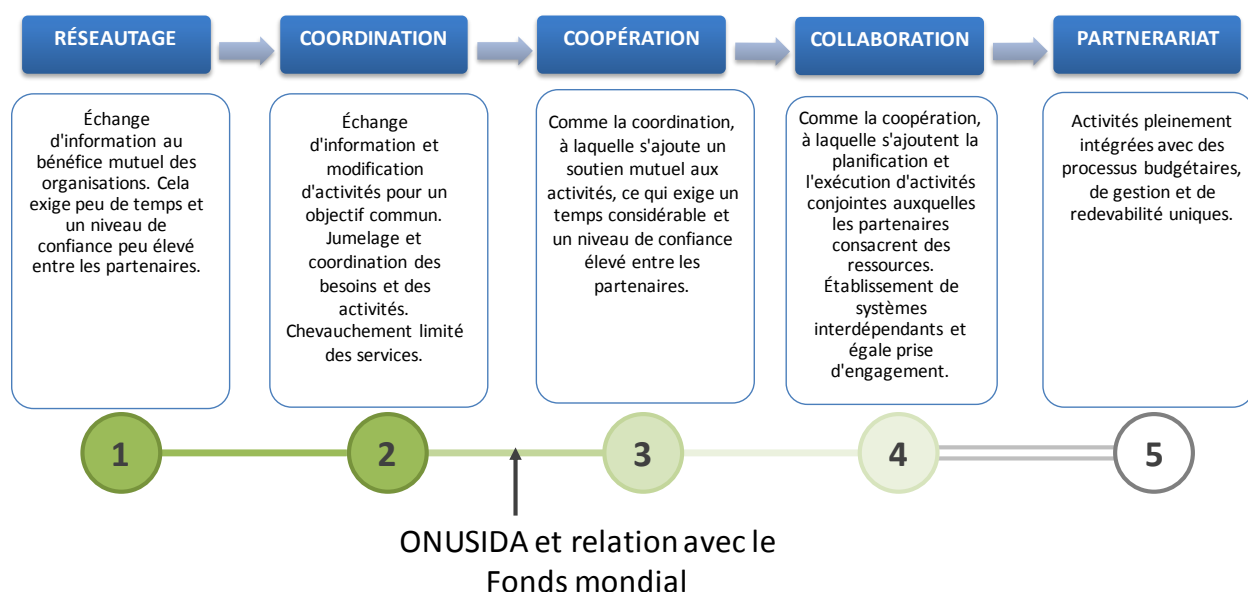 RÉSEAUTAGE
COORDINATION
COOPÉRATION
COLLABORATION
PARTNERARIAT
Échange
d'information au
bénéfice mutuel des
organisations. Cela
exige peu de temps et
un niveau de
confiance peu élevé
entre les partenaires.
Échange
d'information et
modification
d'activités pour un
objectif commun.
Jumelage et
coordination des
besoins et des
activités.
Chevauchement limité
des services.
Comme la coordination,
à laquelle s'ajoute un
soutien mutuel aux
activités, ce qui exige un
temps considérable et
un niveau de confiance
élevé entre les
partenaires.
Comme la coopération,
à laquelle s'ajoutent la
planification et
l'exécution d'activités
conjointes auxquelles
les partenaires
consacrent des
ressources.
Établissement de
systèmes
interdépendants et
égale prise
d'engagement.
Activités pleinement
intégrées avec des
processus budgétaires,
de gestion et de
redevabilité uniques.
1
2
3
4
5
ONUSIDA et relation avec le
Fonds mondial